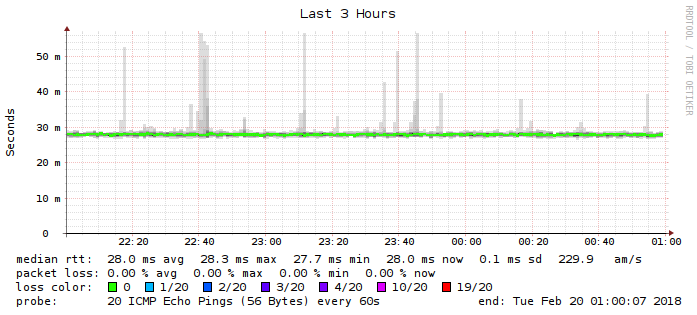 Last 3 Hours
RRDTOOL / TOBI OETIKER
Seconds
50 m
40 m
30 m
20 m
10 m
0
22:20 22:40 23:00 23:20 23:40 00:00 00:20 00:40 01:00
median rtt: 28.0 ms avg 28.3 ms max 27.7 ms min 28.0 ms now 0.1 ms sd 229.9 am/s
packet loss: 0.00 % avg 0.00 % max 0.00 % min 0.00 % now
loss color: 0 1/20 2/20 3/20 4/20 10/20 19/20
probe: 20 ICMP Echo Pings (56 Bytes) every 60s end: Tue Feb 20 01:00:07 2018